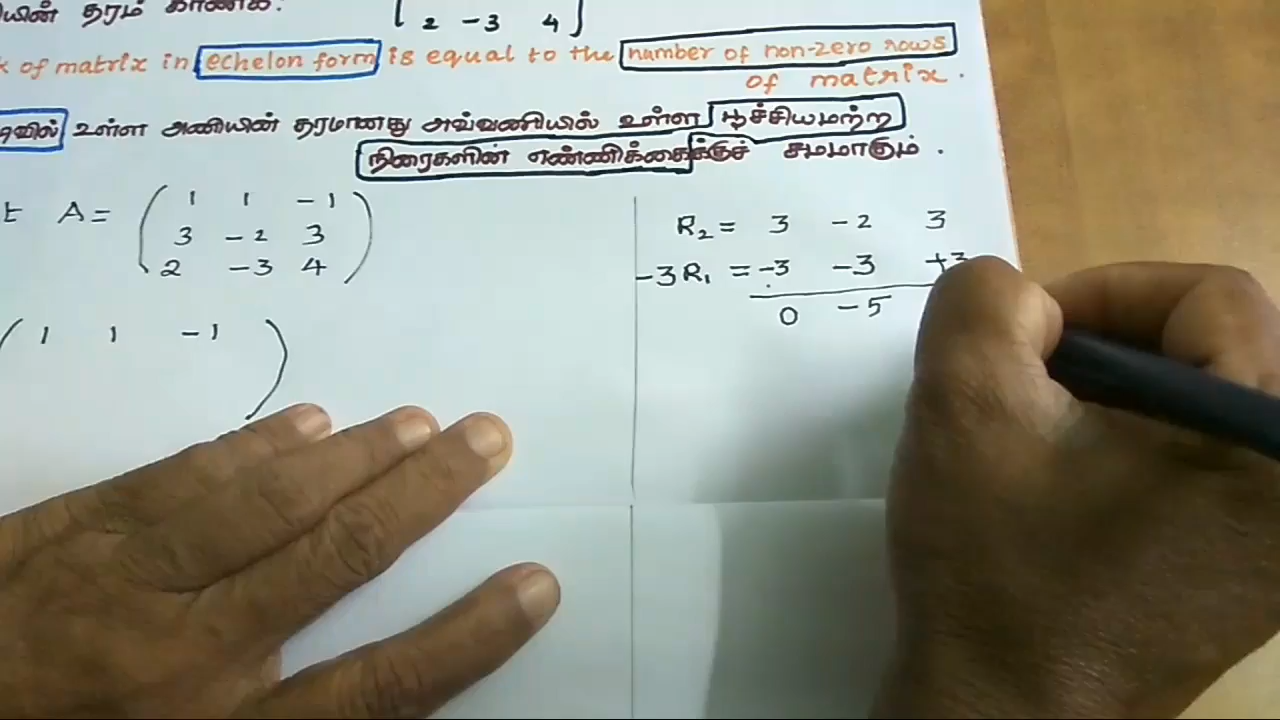 தரம் காண்க.
2 -3 4
of matrix in echelon form is equal to the number of non-zero rows
of matrix.
உள்ள அணியின் தரமானது அவ்வணியில் உள்ள பூச்சியமற்ற
நிரைகளின் எண்ணிக்கைக்குச் சமமாகும்.
A = 1 1 -1
3 -2 3
2 -3 4
1 1 -1
R₂ = 3 -2 3
-3R₁ = -3 -3 +3
0 -5